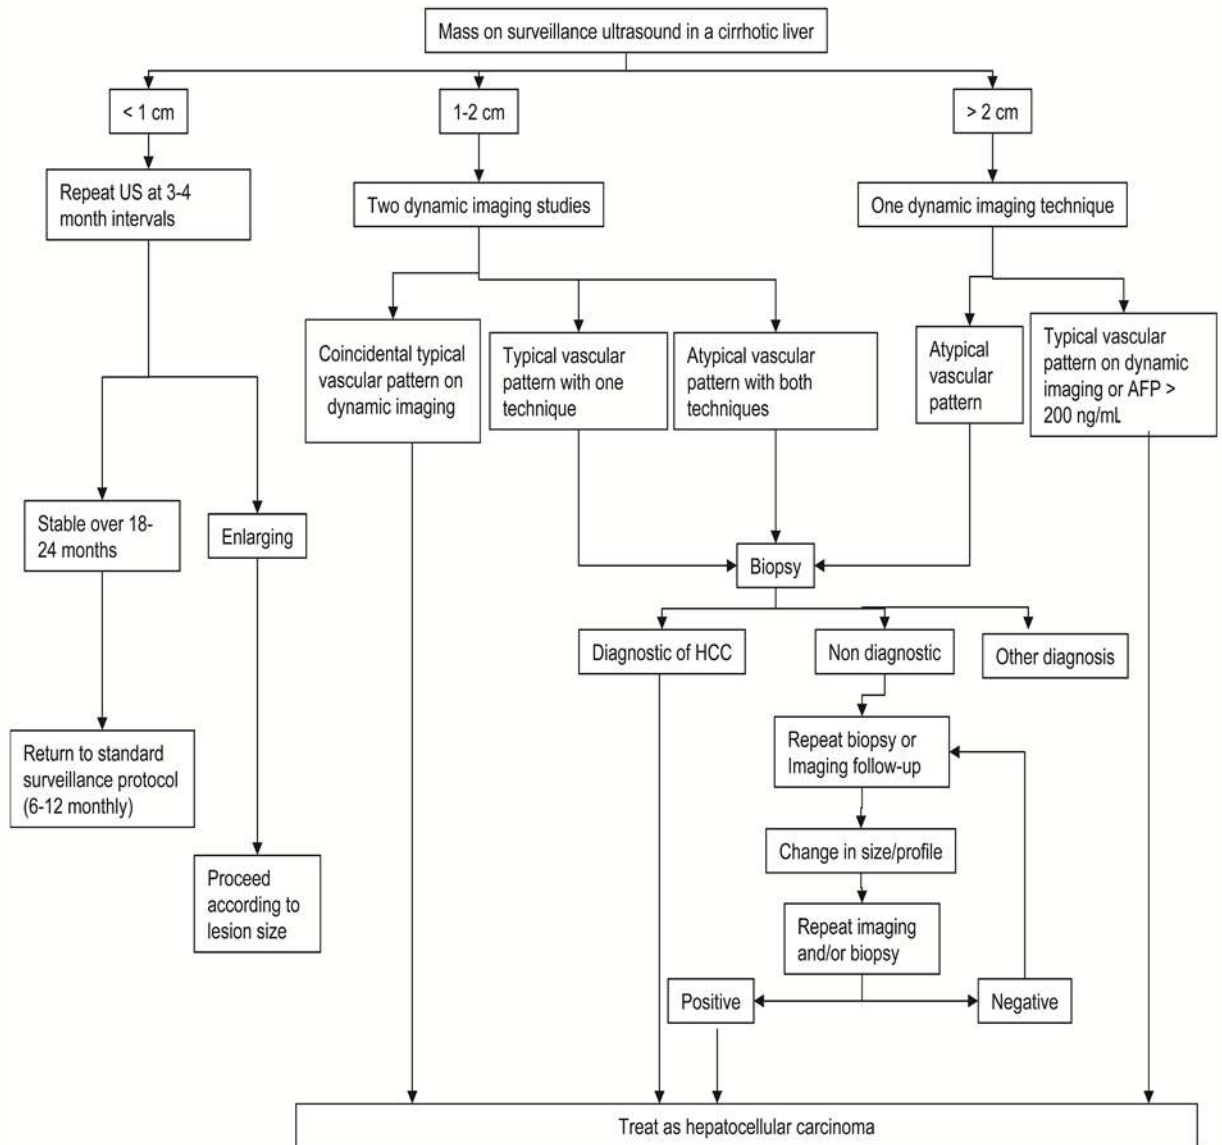 Mass on surveillance ultrasound in a cirrhotic liver
< 1 cm
1-2 cm
> 2 cm
Repeat US at 3-4
month intervals
Two dynamic imaging studies
One dynamic imaging technique
Coincidental typical
vascular pattern on
dynamic imaging
Typical vascular
pattern with one
technique
Atypical vascular
pattern with both
techniques
Atypical
vascular
pattern
Typical vascular
pattern on dynamic
imaging or AFP >
200 ng/mL
Stable over 18-
24 months
Enlarging
Biopsy
Diagnostic of HCC
Non diagnostic
Other diagnosis
Return to standard
surveillance protocol
(6-12 monthly)
Repeat biopsy or
Imaging follow-up
Change in size/profile
Proceed
according to
lesion size
Repeat imaging
and/or biopsy
Positive
Negative
Treat as hepatocellular carcinoma